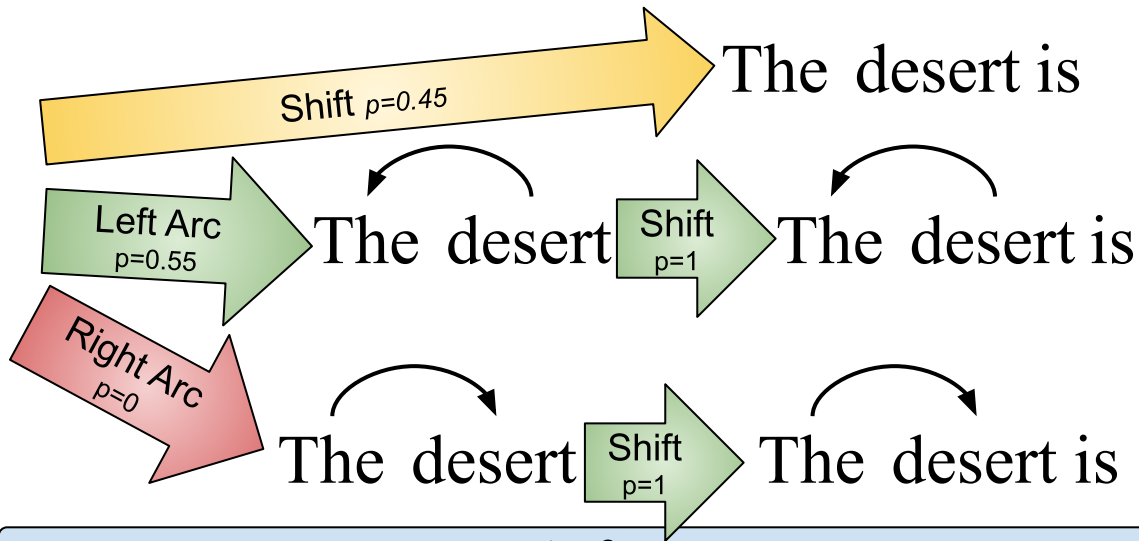 Shift p=0.45
The desert is
Left Arc
p=0.55
The desert
Shift
p=1
The desert is
Right Arc
p=0
The desert
Shift
p=1
The desert is